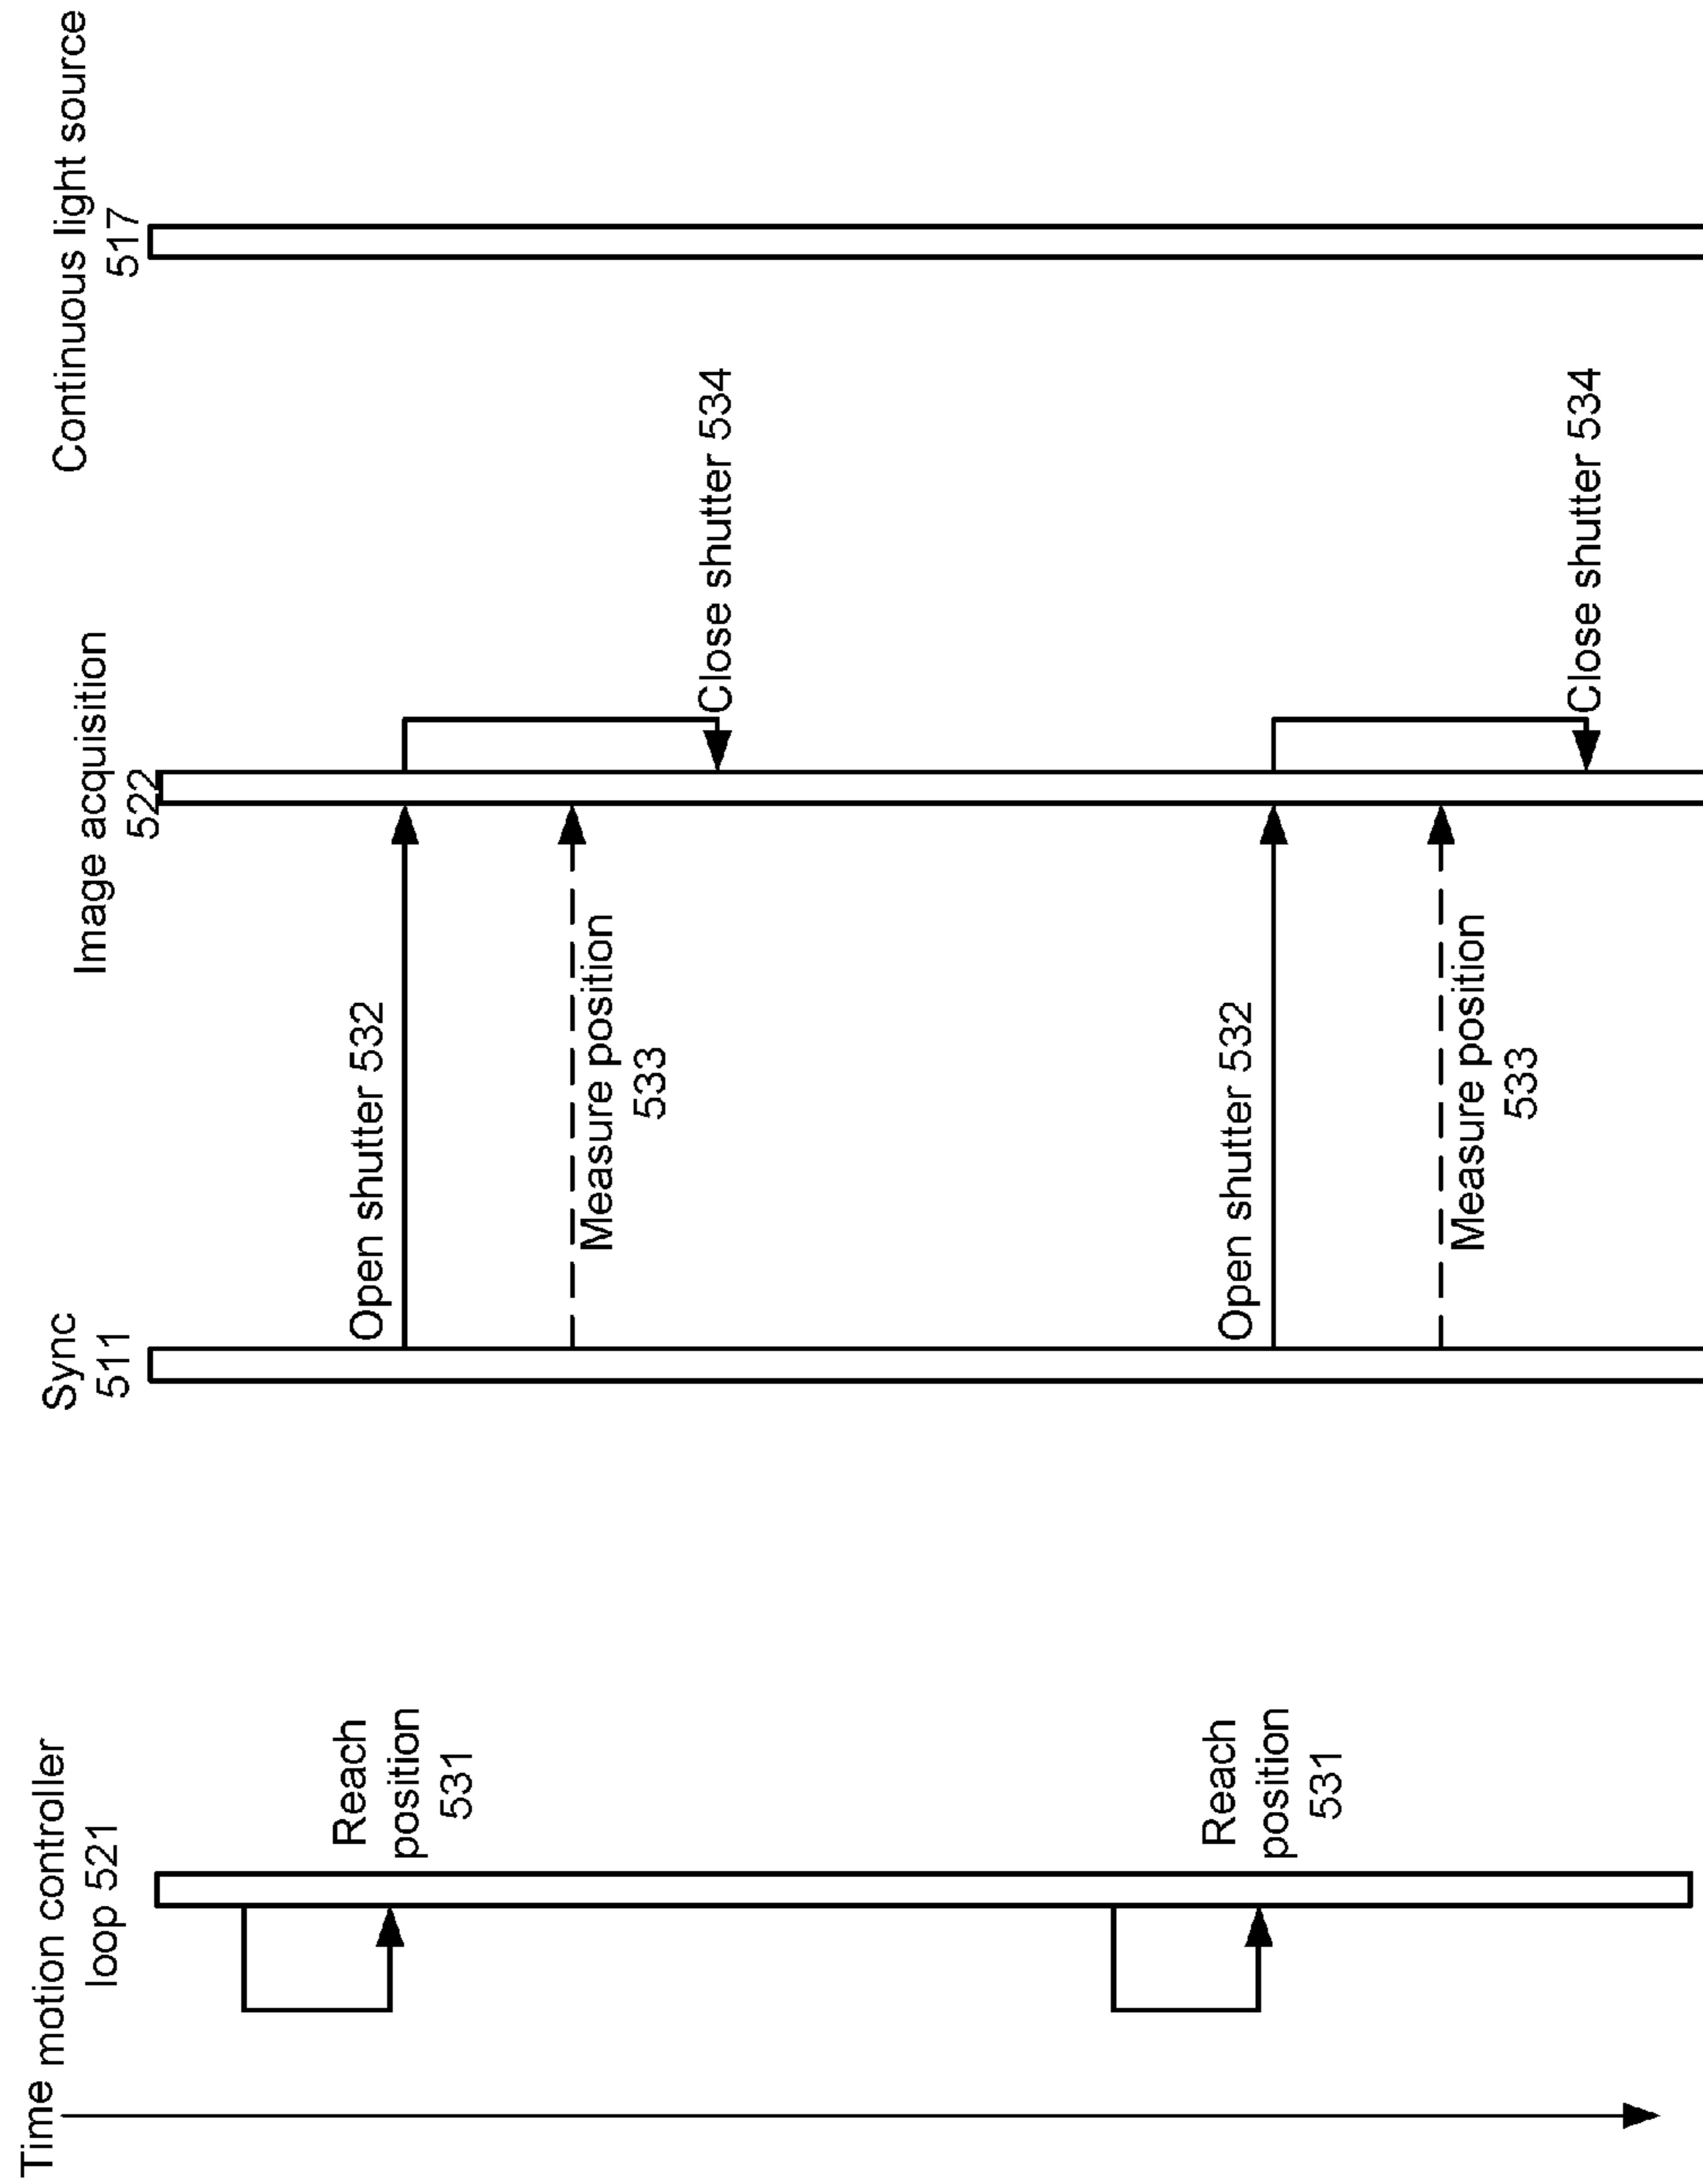 Time
motion controller
loop 521
Sync
511
Image acquisition
522
Continuous light source
517
Reach
position
531
Open shutter 532
Measure position
533
Close shutter 534
Reach
position
531
Open shutter 532
Measure position
533
Close shutter 534